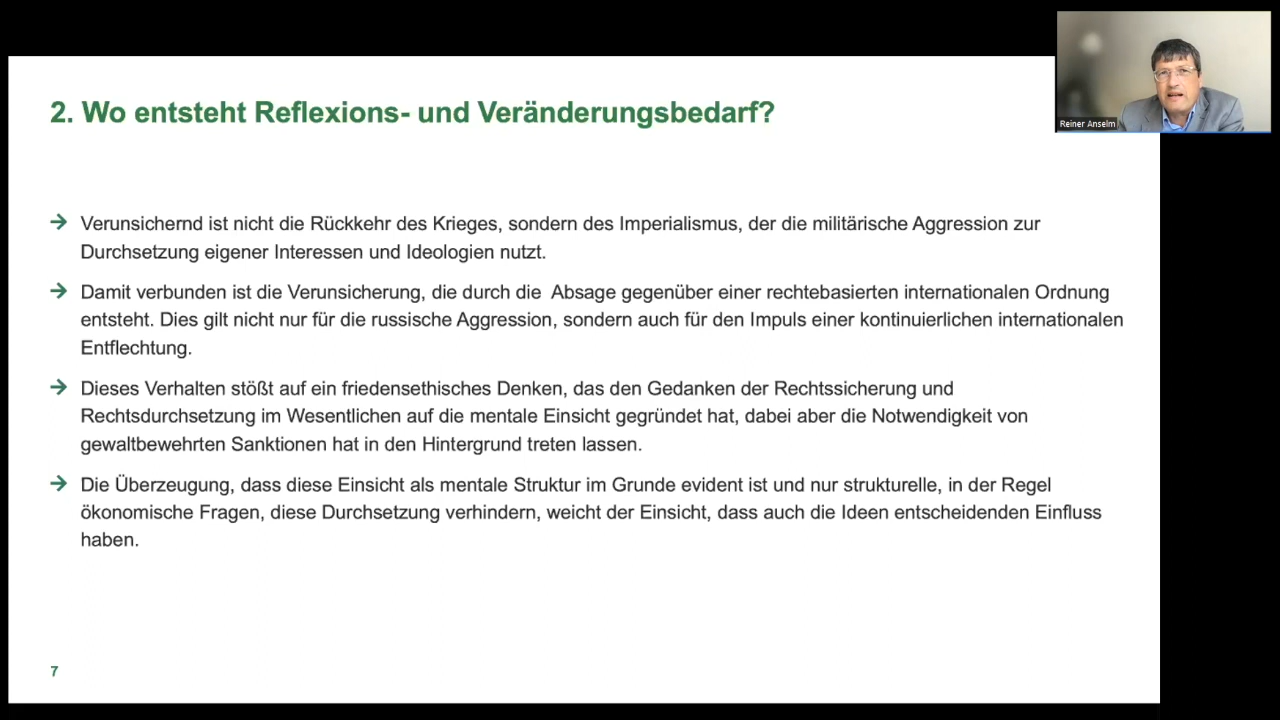 2. Wo entsteht Reflexions- und Veränderungsbedarf?
Reiner Anselm
→ Verunsichernd ist nicht die Rückkehr des Krieges, sondern des Imperialismus, der die militärische Aggression zur
Durchsetzung eigener Interessen und Ideologien nutzt.
→ Damit verbunden ist die Verunsicherung, die durch die  Absage gegenüber einer rechtebasierten internationalen Ordnung
entsteht. Dies gilt nicht nur für die russische Aggression, sondern auch für den Impuls einer kontinuierlichen internationalen
Entflechtung.
→ Dieses Verhalten stößt auf ein friedensethisches Denken, das den Gedanken der Rechtssicherung und
Rechtsdurchsetzung im Wesentlichen auf die mentale Einsicht gegründet hat, dabei aber die Notwendigkeit von
gewaltbewehrten Sanktionen hat in den Hintergrund treten lassen.
→ Die Überzeugung, dass diese Einsicht als mentale Struktur im Grunde evident ist und nur strukturelle, in der Regel
ökonomische Fragen, diese Durchsetzung verhindern, weicht der Einsicht, dass auch die Ideen entscheidenden Einfluss
haben.
7